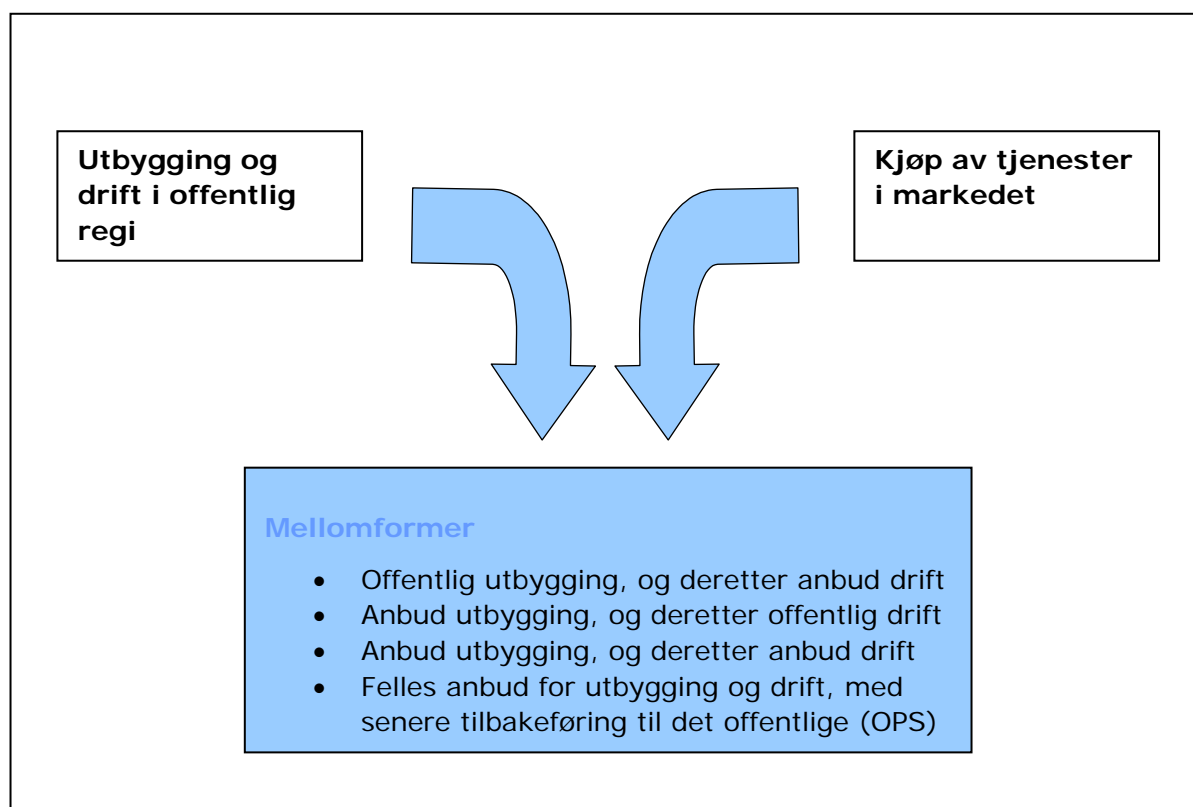 Utbygging og
drift i offentlig
regi
Kjøp av tjenester
i markedet
Mellomformer
• Offentlig utbygging, og deretter anbud drift
• Anbud utbygging, og deretter offentlig drift
• Anbud utbygging, og deretter anbud drift
• Felles anbud for utbygging og drift, med
senere tilbakeføring til det offentlige (OPS)